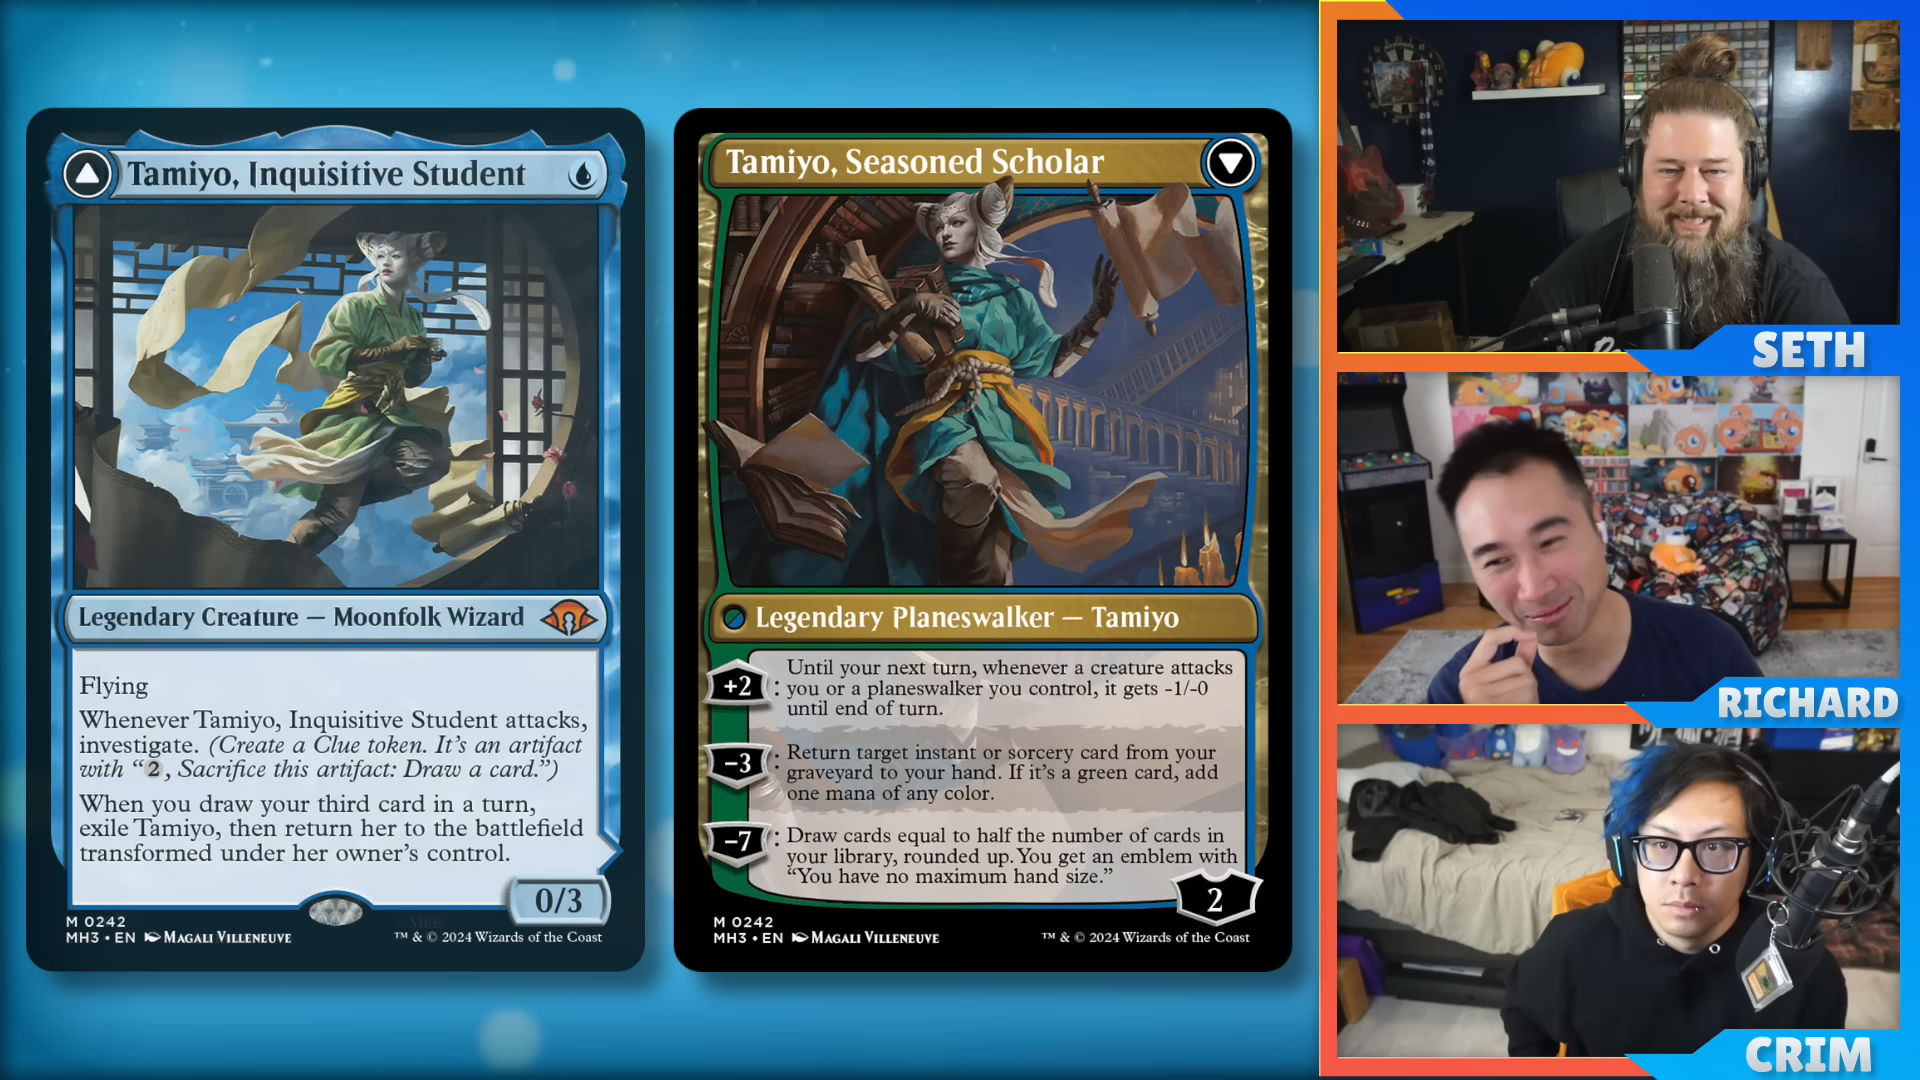 Tamiyo, Inquisitive Student
Legendary Creature — Moonfolk Wizard
Flying
Whenever Tamiyo, Inquisitive Student attacks,
investigate. (Create a Clue token. It's an artifact
with “2, Sacrifice this artifact: Draw a card.”)
When you draw your third card in a turn,
exile Tamiyo, then return her to the battlefield
transformed under her owner's control.
0/3
M 0242
MH3 • EN MAGALI VILLENEUVE
™ & © 2024 Wizards of the Coast
Tamiyo, Seasoned Scholar
Legendary Planeswalker — Tamiyo
+2: Until your next turn, whenever a creature attacks
you or a planeswalker you control, it gets -1/-0
until end of turn.
−3: Return target instant or sorcery card from your
graveyard to your hand. If it's a green card, add
one mana of any color.
−7: Draw cards equal to half the number of cards in
your library, rounded up. You get an emblem with
“You have no maximum hand size.”
2
M 0242
MH3 • EN MAGALI VILLENEUVE
™ & © 2024 Wizards of the Coast
SETH
RICHARD
CRIM